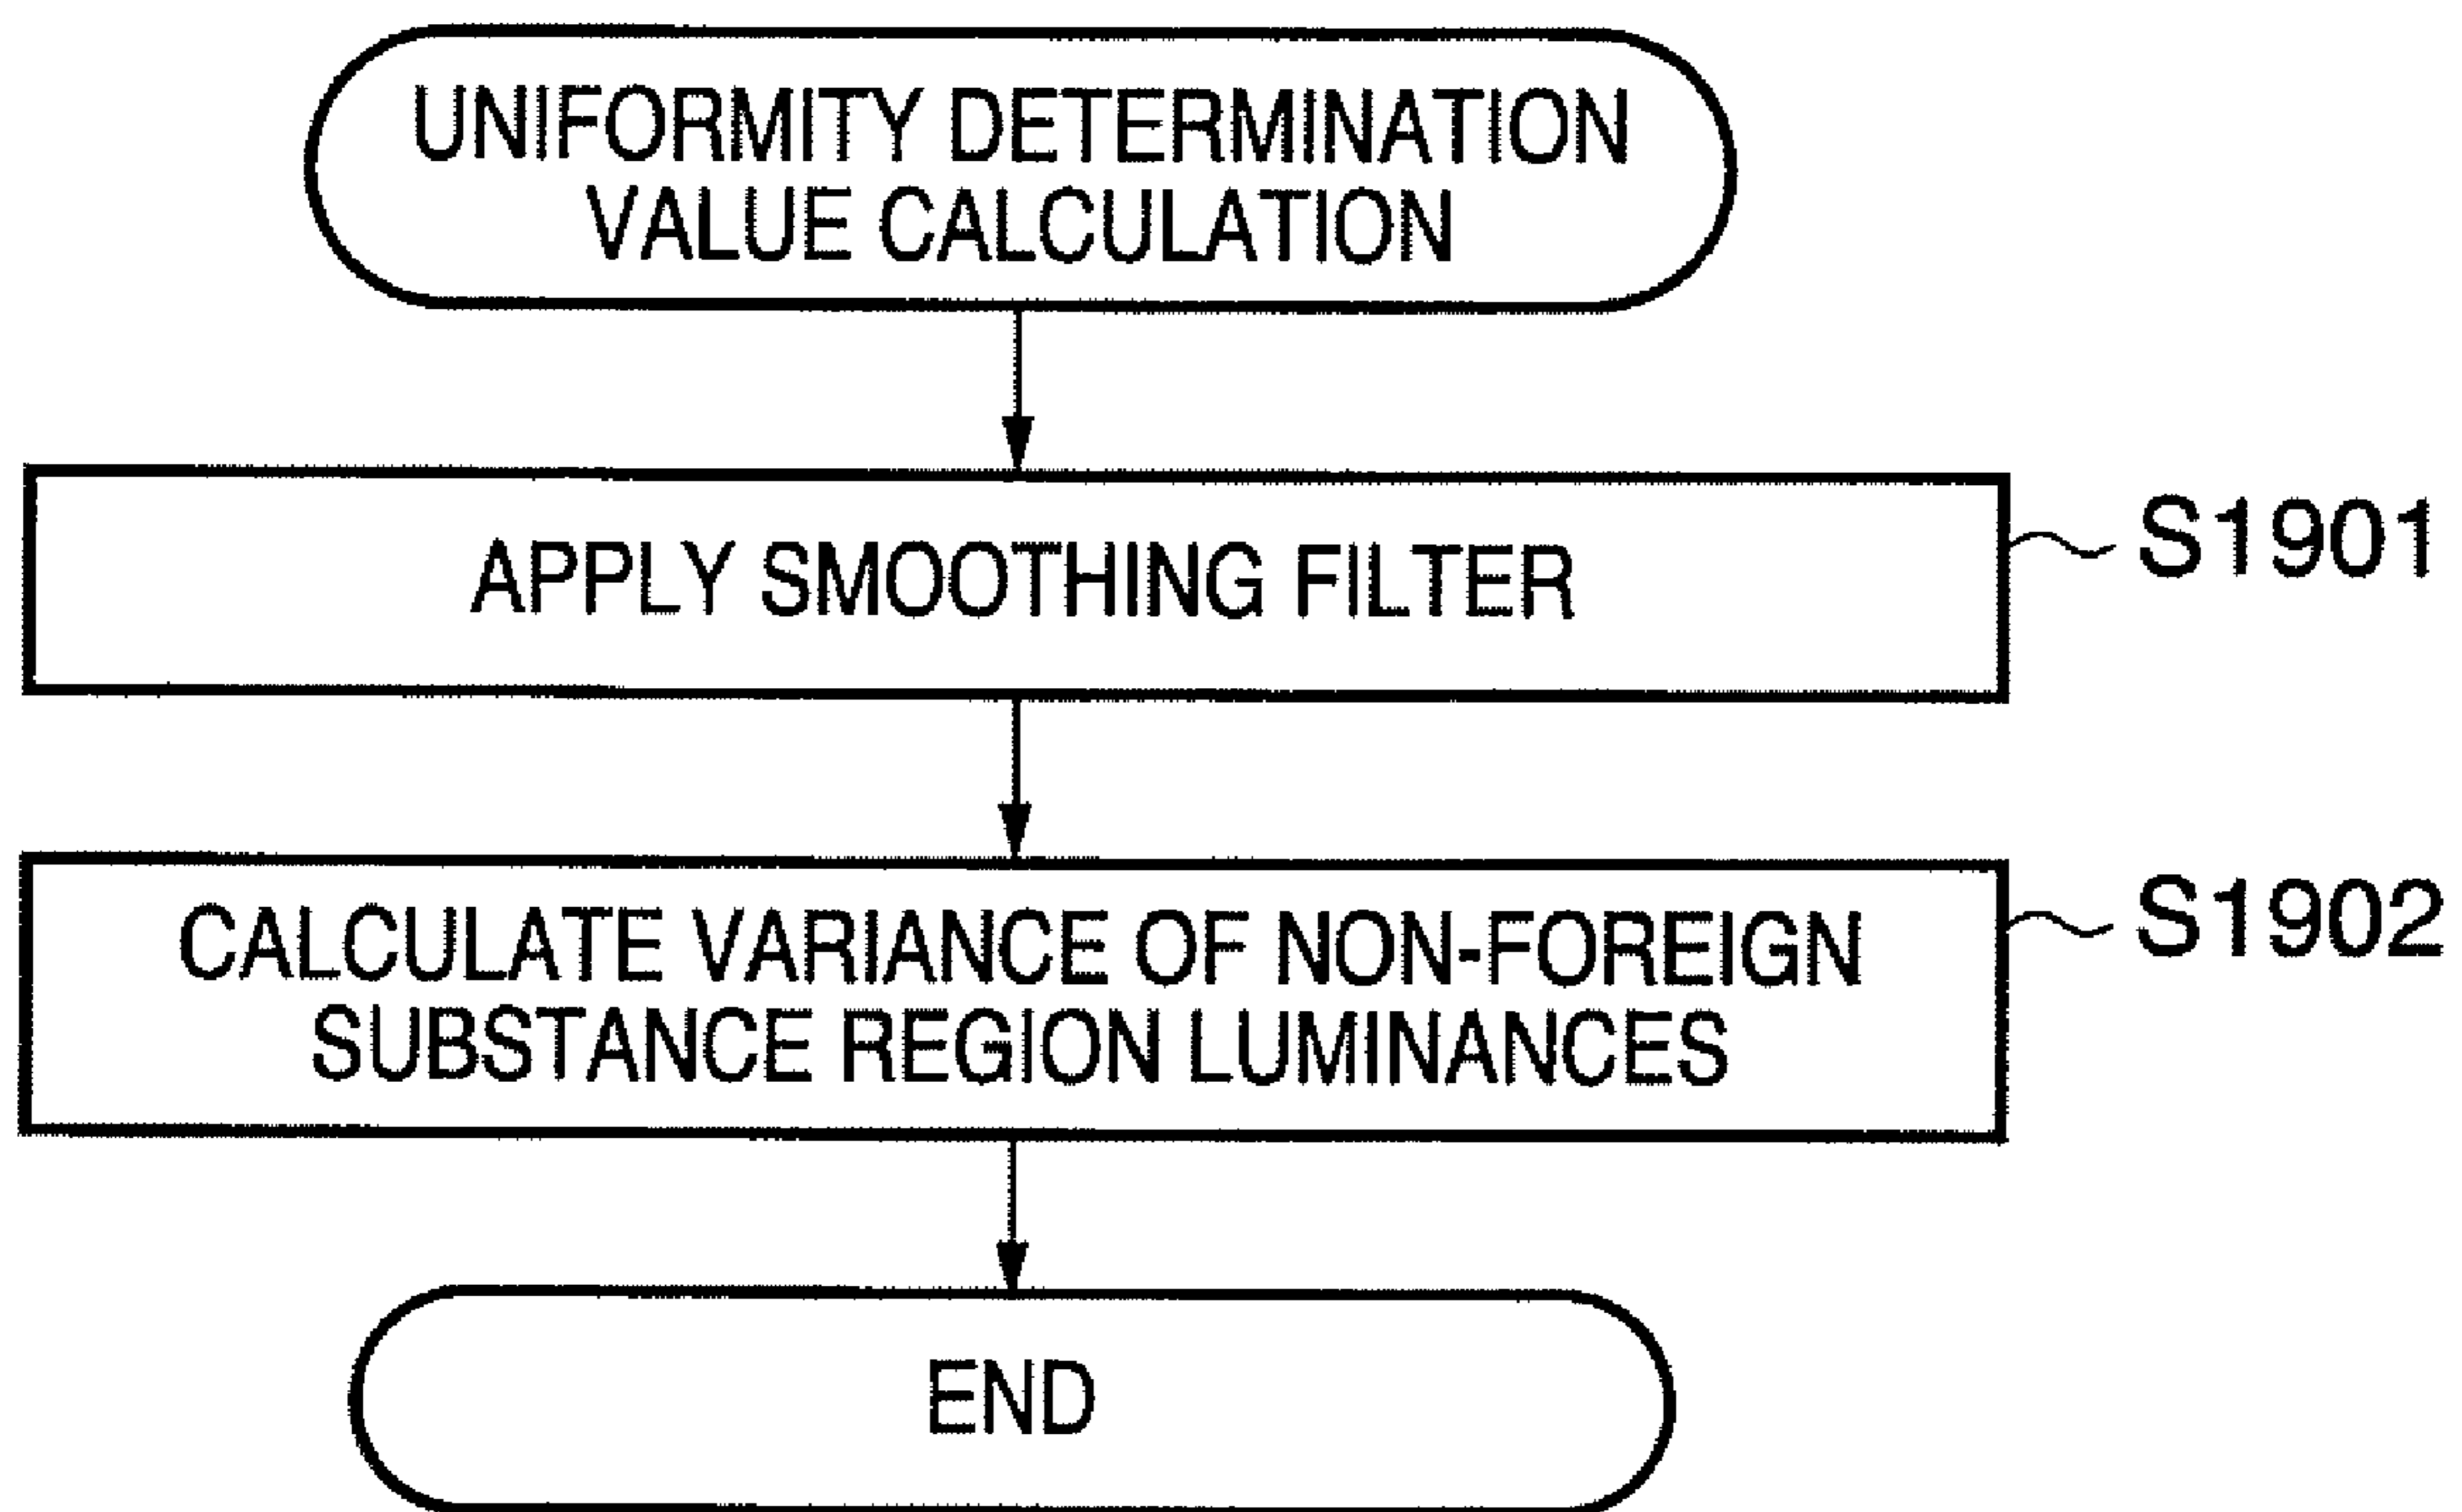 UNIFORMITY DETERMINATION
VALUE CALCULATION
APPLY SMOOTHING FILTER
S1901
CALCULATE VARIANCE OF NON-FOREIGN
SUBSTANCE REGION LUMINANCES
S1902
END